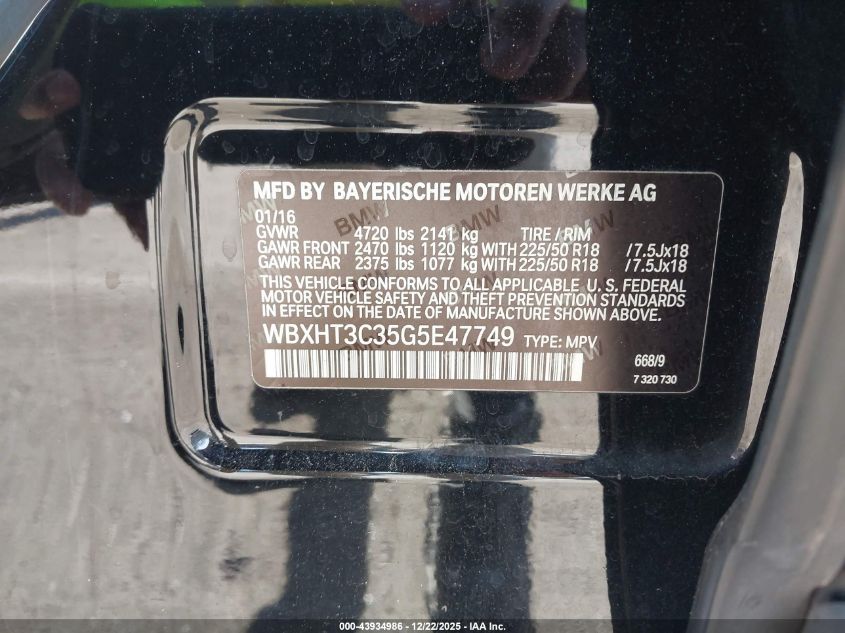 MFD BY BAYERISCHE MOTOREN WERKE AG
01/16
GVWR 4720 lbs 2141 kg TIRE / RIM
GAWR FRONT 2470 lbs 1120 kg WITH 225/50 R18 /7.5Jx18
GAWR REAR 2375 lbs 1077 kg WITH 225/50 R18 /7.5Jx18
THIS VEHICLE CONFORMS TO ALL APPLICABLE U. S. FEDERAL
MOTOR VEHICLE SAFETY AND THEFT PREVENTION STANDARDS
IN EFFECT ON THE DATE OF MANUFACTURE SHOWN ABOVE.
WBXHT3C35G5E47749 TYPE: MPV
668/9
7 320 730
000-43934986 - 12/22/2025 - IAA Inc.